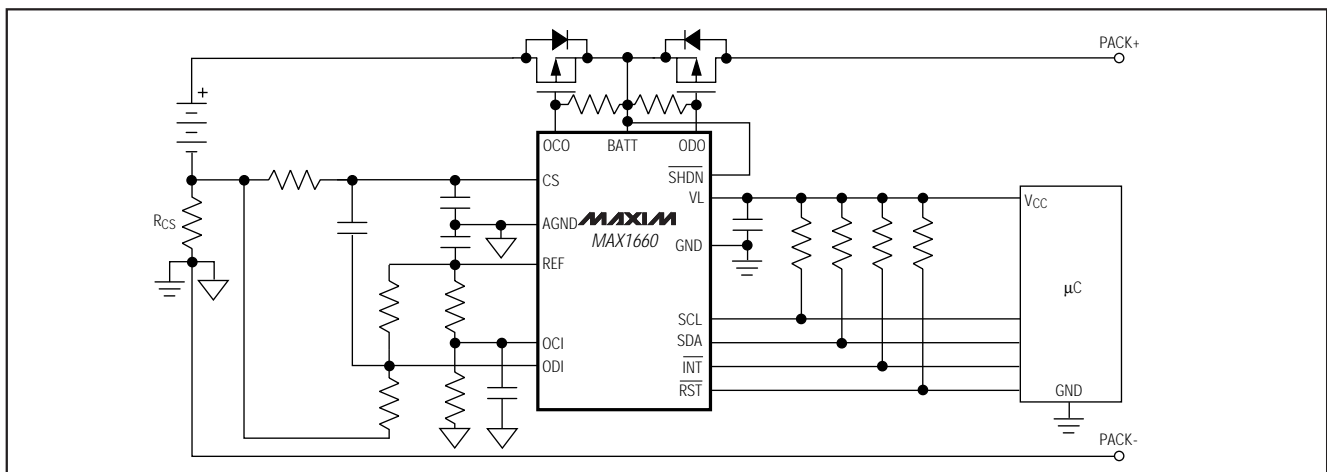 PACK+
+
OCO BATT ODO
SHDN
CS
VL
VCC
RCS
AGND
MAXIM
MAX1660
GND
REF
µC
SCL
OCI
SDA
ODI
INT
RST
GND
PACK-